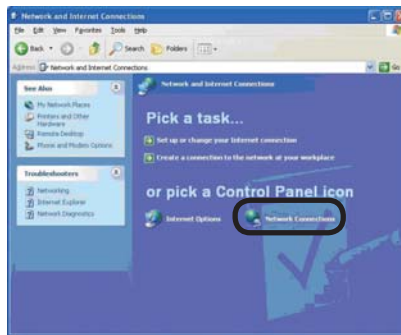 Network and Internet Connections
File Edit View Favorites Tools Help
Back Search Folders
Address Network and Internet Connections Go
See Also
My Network Places
Printers and Other Hardware
Remote Desktop
Phone and Modem Options
Troubleshooters
Networking
Internet Explorer
Network Diagnostics
Network and Internet Connections
Pick a task...
Set up or change your Internet connection
Create a connection to the network at your workplace
or pick a Control Panel icon
Internet Options
Network Connections